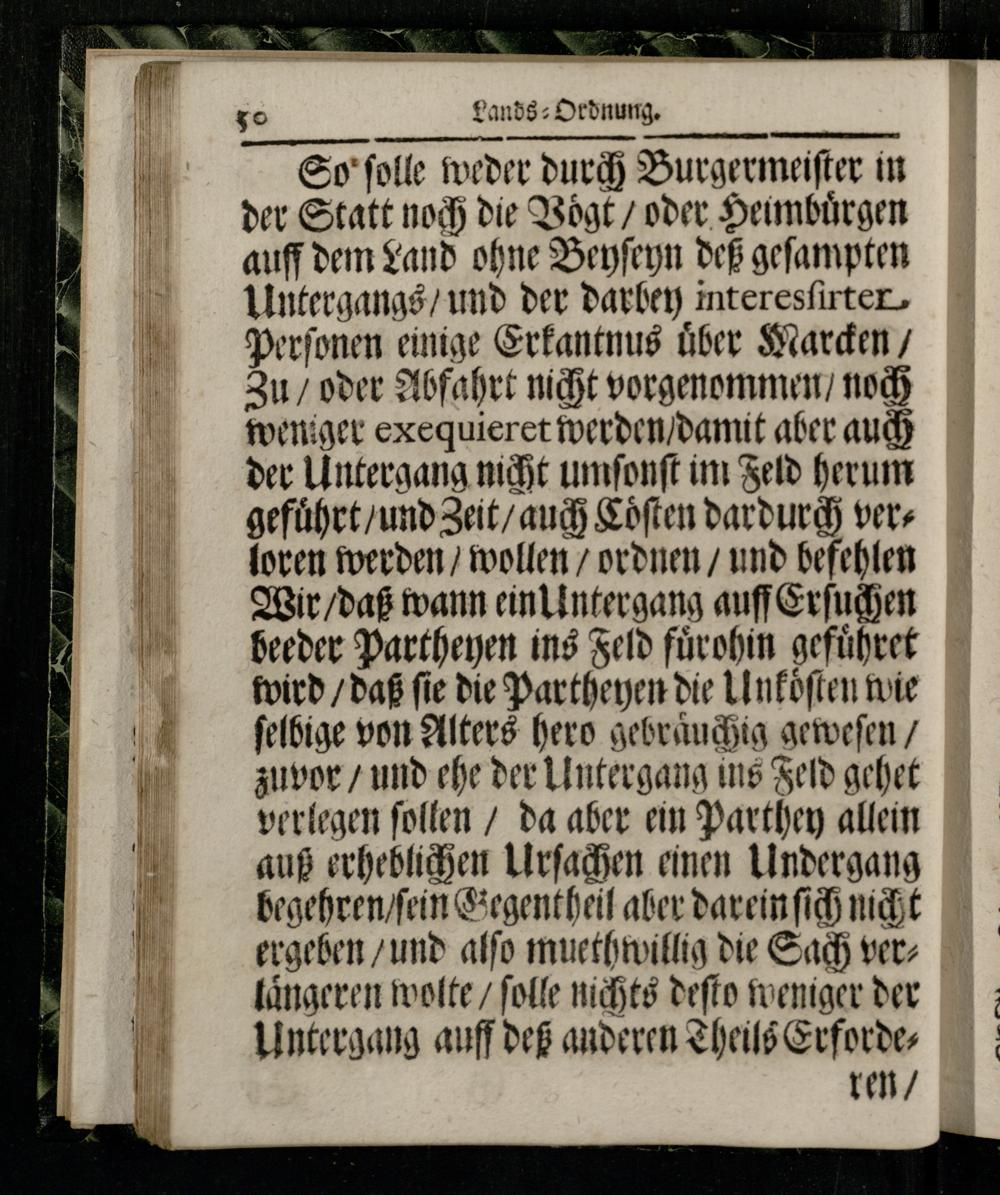 50 Lands-Ordnung.
So solle weder durch Burgermeister in
der Statt noch die Vögt / oder Heimbürgen
auff dem Land ohne Beyseyn deß gesampten
Untergangs / und der darbey interessirter
Personen einige Erkantnus über Marcken /
Zu / oder Abfahrt nicht vorgenommen / noch
weniger exequieret werden / damit aber auch
der Untergang nicht umsonst im Feld herum
geführt / und Zeit / auch Cösten dardurch ver-
loren werden / wollen / ordnen / und befehlen
Wir / daß wann ein Untergang auff Ersuchen
beeder Partheyen ins Feld fürohin geführet
wird / daß sie die Partheyen die Unkösten wie
selbige von Alters hero gebräuchig gewesen /
zuvor / und ehe der Untergang ins Feld gehet
verlegen sollen / da aber ein Parthey allein
auß erheblichen Ursachen einen Undergang
begehren / sein Gegentheil aber darein sich nicht
ergeben / und also muethwillig die Sach ver-
längeren wolte / solle nichts desto weniger der
Untergang auff deß anderen Theils Erforde-
ren /